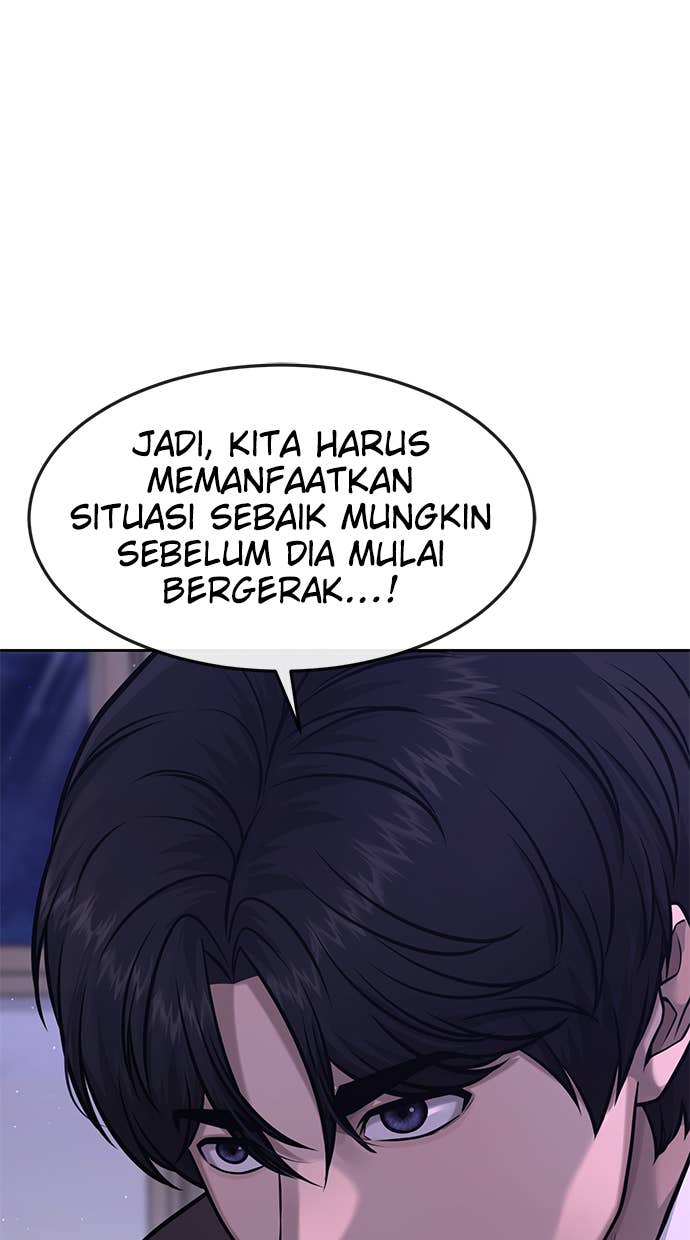 JADI, KITA HARUS
MEMANFAATKAN
SITUASI SEBAIK MUNGKIN
SEBELUM DIA MULAI
BERGERAK...!